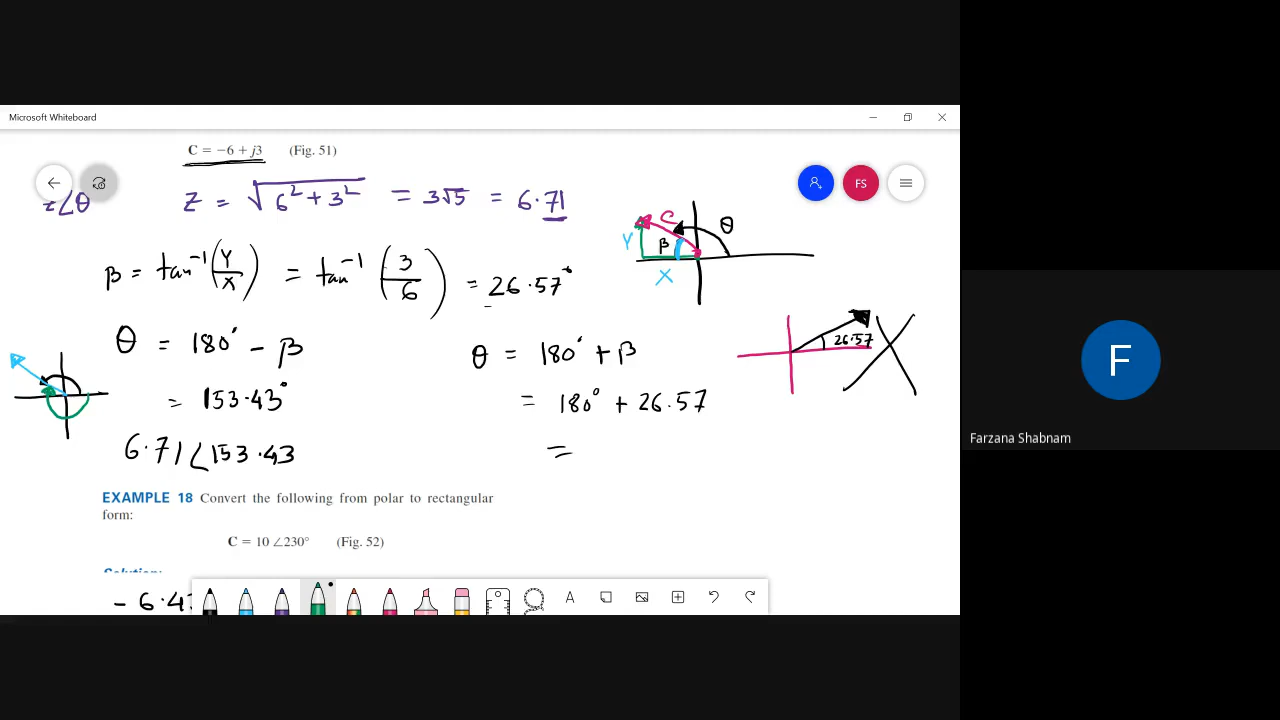 Microsoft Whiteboard
C = −6 + j3 (Fig. 51)
z∠θ
Z = √6² + 3² = 3√5 = 6.71
β = tan⁻¹(Y/X) = tan⁻¹(3/6) = 26.57°
θ = 180° − β
= 153.43°
6.71∠153.43
θ = 180° + β
= 180° + 26.57
=
C
θ
Y
β
X
26.57
EXAMPLE 18 Convert the following from polar to rectangular
form:
C = 10 ∠230° (Fig. 52)
Solution:
− 6.43
FS
A
F
Farzana Shabnam